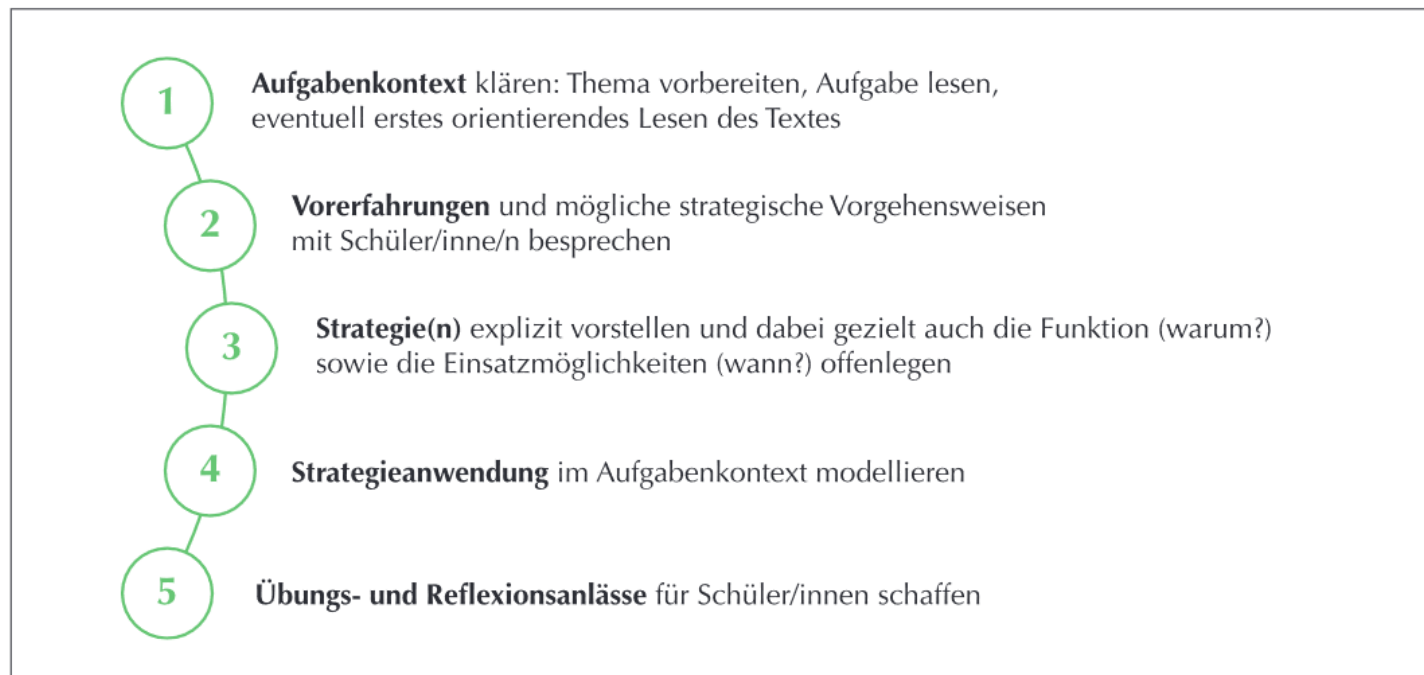 1
Aufgabenkontext klären: Thema vorbereiten, Aufgabe lesen,
eventuell erstes orientierendes Lesen des Textes
2
Vorerfahrungen und mögliche strategische Vorgehensweisen
mit Schüler/inne/n besprechen
3
Strategie(n) explizit vorstellen und dabei gezielt auch die Funktion (warum?)
sowie die Einsatzmöglichkeiten (wann?) offenlegen
4
Strategieanwendung im Aufgabenkontext modellieren
5
Übungs- und Reflexionsanlässe für Schüler/innen schaffen